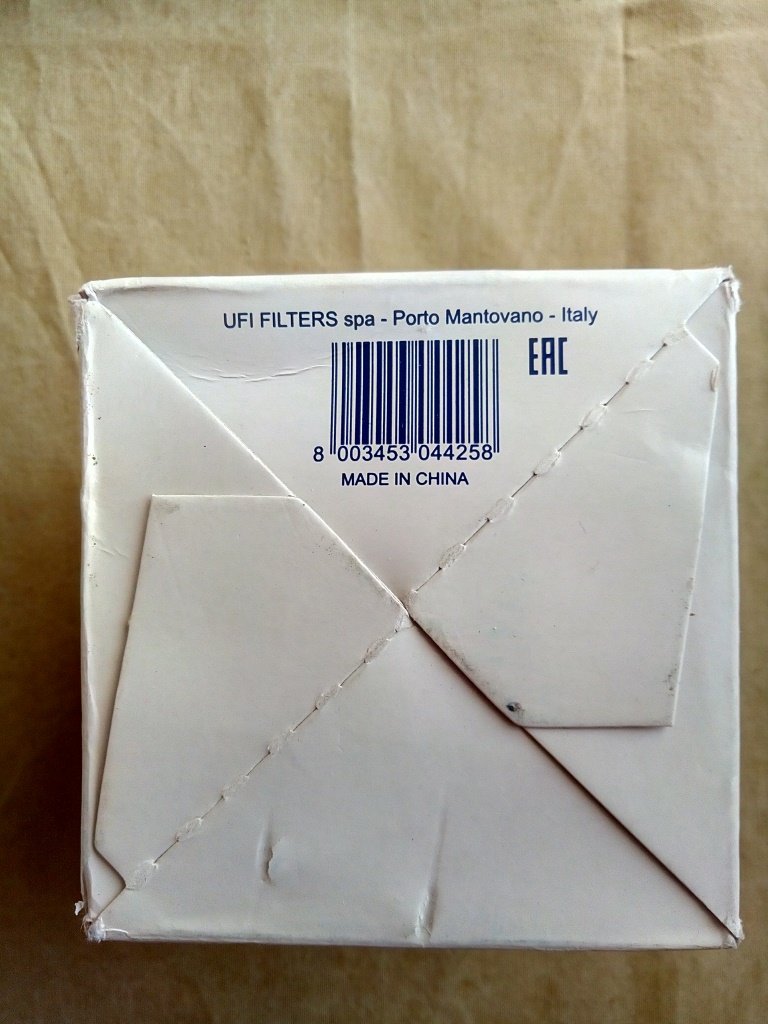 UFI FILTERS spa - Porto Mantovano - Italy
EAC
8 003453 044258
MADE IN CHINA